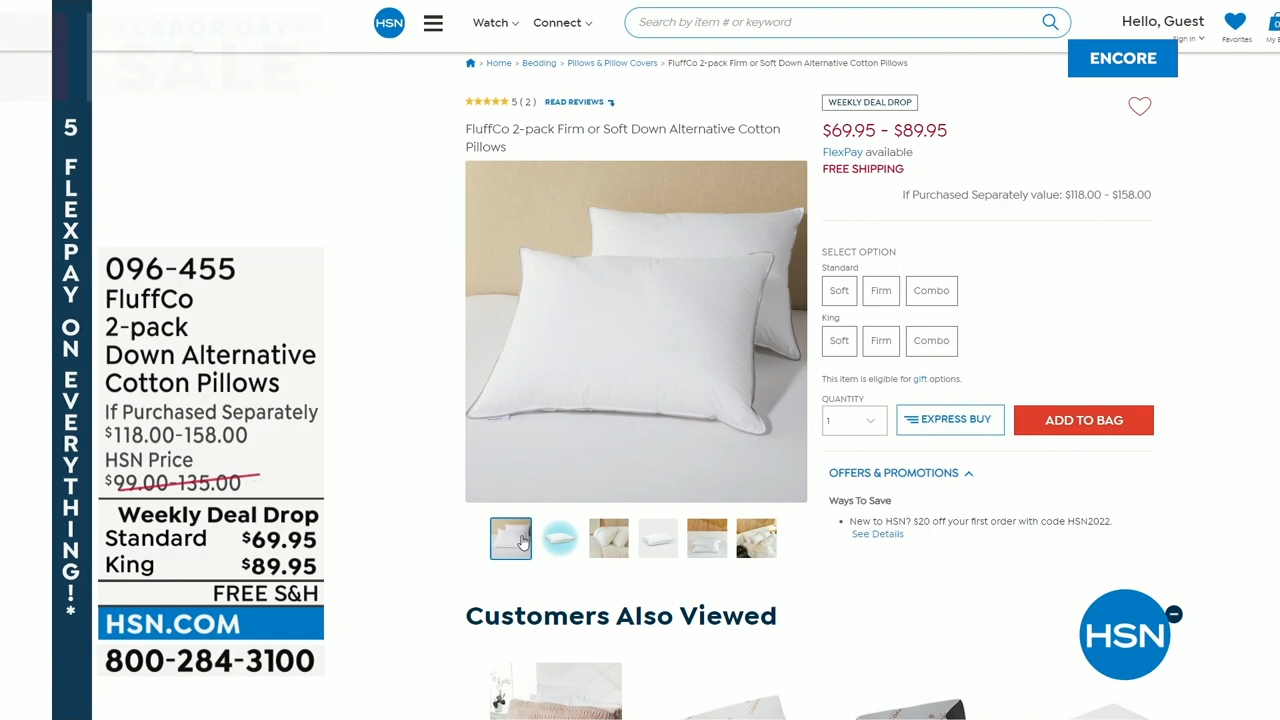 LABOR DAY
SALE
5 FLEXPAY ON EVERYTHING!*
096-455
FluffCo
2-pack
Down Alternative
Cotton Pillows
If Purchased Separately
$118.00-158.00
HSN Price
$99.00-135.00
Weekly Deal Drop
Standard $69.95
King $89.95
FREE S&H
HSN.COM
800-284-3100
HSN
Watch
Connect
Search by item # or keyword
Hello, Guest
Sign In
Favorites
0
ENCORE
> Home > Bedding > Pillows & Pillow Covers > FluffCo 2-pack Firm or Soft Down Alternative Cotton Pillows
5 ( 2 ) READ REVIEWS
FluffCo 2-pack Firm or Soft Down Alternative Cotton
Pillows
WEEKLY DEAL DROP
$69.95 - $89.95
FlexPay available
FREE SHIPPING
If Purchased Separately value: $118.00 - $158.00
SELECT OPTION
Standard
Soft Firm Combo
King
Soft Firm Combo
This item is eligible for gift options.
QUANTITY
1
EXPRESS BUY
ADD TO BAG
OFFERS & PROMOTIONS
Ways To Save
• New to HSN? $20 off your first order with code HSN2022.
See Details
Customers Also Viewed
HSN